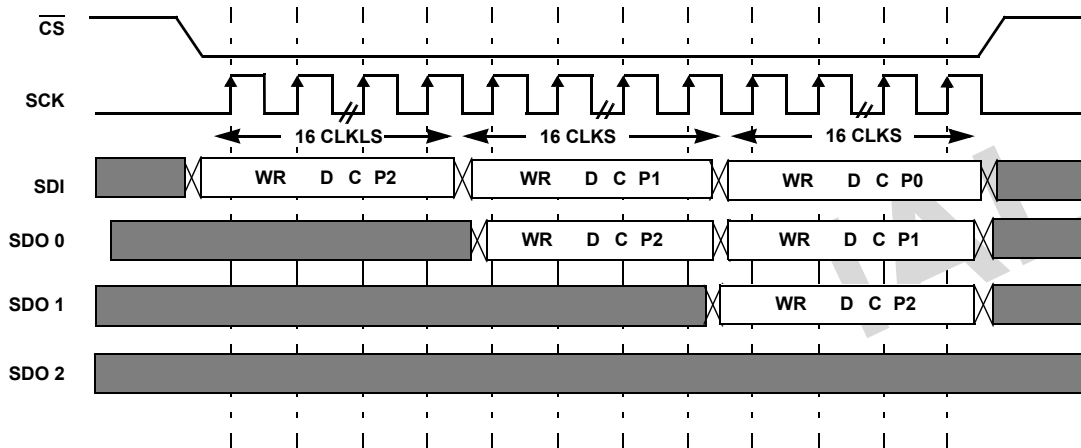 CS
SCK
16 CLKLS 16 CLKS 16 CLKS
SDI WR D C P2 WR D C P1 WR D C P0
SDO 0 WR D C P2 WR D C P1
SDO 1 WR D C P2
SDO 2